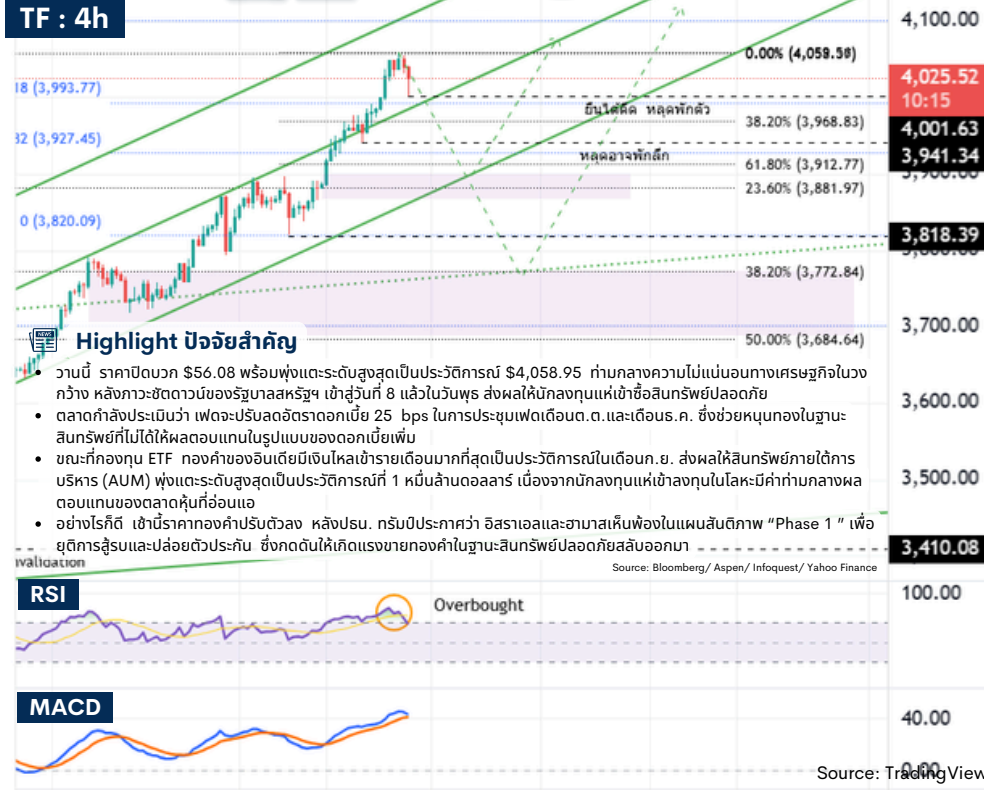 TF : 4h
4,100.00
0.00% (4,059.58)
4,025.52
10:15
18 (3,993.77)
ยืนได้ดีด หลุดพักตัว
4,001.63
38.20% (3,968.83)
32 (3,927.45)
3,941.34
หลุดอาจพักลึก
61.80% (3,912.77)
3,900.00
23.60% (3,881.97)
0 (3,820.09)
3,818.39
38.20% (3,772.84)
3,700.00
50.00% (3,684.64)
NEWS
Highlight ปัจจัยสำคัญ
• วานนี้ ราคาปิดบวก $56.08 พร้อมพุ่งแตะระดับสูงสุดเป็นประวัติการณ์ $4,058.95 ท่ามกลางความไม่แน่นอนทางเศรษฐกิจในวง
กว้าง หลังภาวะชัตดาวน์ของรัฐบาลสหรัฐฯ เข้าสู่วันที่ 8 แล้วในวันพุธ ส่งผลให้นักลงทุนแห่เข้าซื้อสินทรัพย์ปลอดภัย
• ตลาดกำลังประเมินว่า เฟดจะปรับลดอัตราดอกเบี้ย 25 bps ในการประชุมเฟดเดือนต.ต.และเดือนธ.ค. ซึ่งช่วยหนุนทองในฐานะ
สินทรัพย์ที่ไม่ได้ให้ผลตอบแทนในรูปแบบของดอกเบี้ยเพิ่ม
• ขณะที่กองทุน ETF ทองคำของอินเดียมีเงินไหลเข้ารายเดือนมากที่สุดเป็นประวัติการณ์ในเดือนก.ย. ส่งผลให้สินทรัพย์ภายใต้การ
บริหาร (AUM) พุ่งแตะระดับสูงสุดเป็นประวัติการณ์ที่ 1 หมื่นล้านดอลลาร์ เนื่องจากนักลงทุนแห่เข้าลงทุนในโลหะมีค่าท่ามกลางผล
ตอบแทนของตลาดหุ้นที่อ่อนแอ
• อย่างไรก็ดี เช้านี้ราคาทองคำปรับตัวลง หลังปธน. ทรัมป์ประกาศว่า อิสราเอลและฮามาสเห็นพ้องในแผนสันติภาพ “Phase 1 ” เพื่อ
ยุติการสู้รบและปล่อยตัวประกัน ซึ่งกดดันให้เกิดแรงขายทองคำในฐานะสินทรัพย์ปลอดภัยสลับออกมา
3,600.00
3,500.00
3,410.08
nvalidation
Source: Bloomberg/ Aspen/ Infoquest/ Yahoo Finance
RSI
Overbought
100.00
MACD
40.00
0.00
Source: TradingView